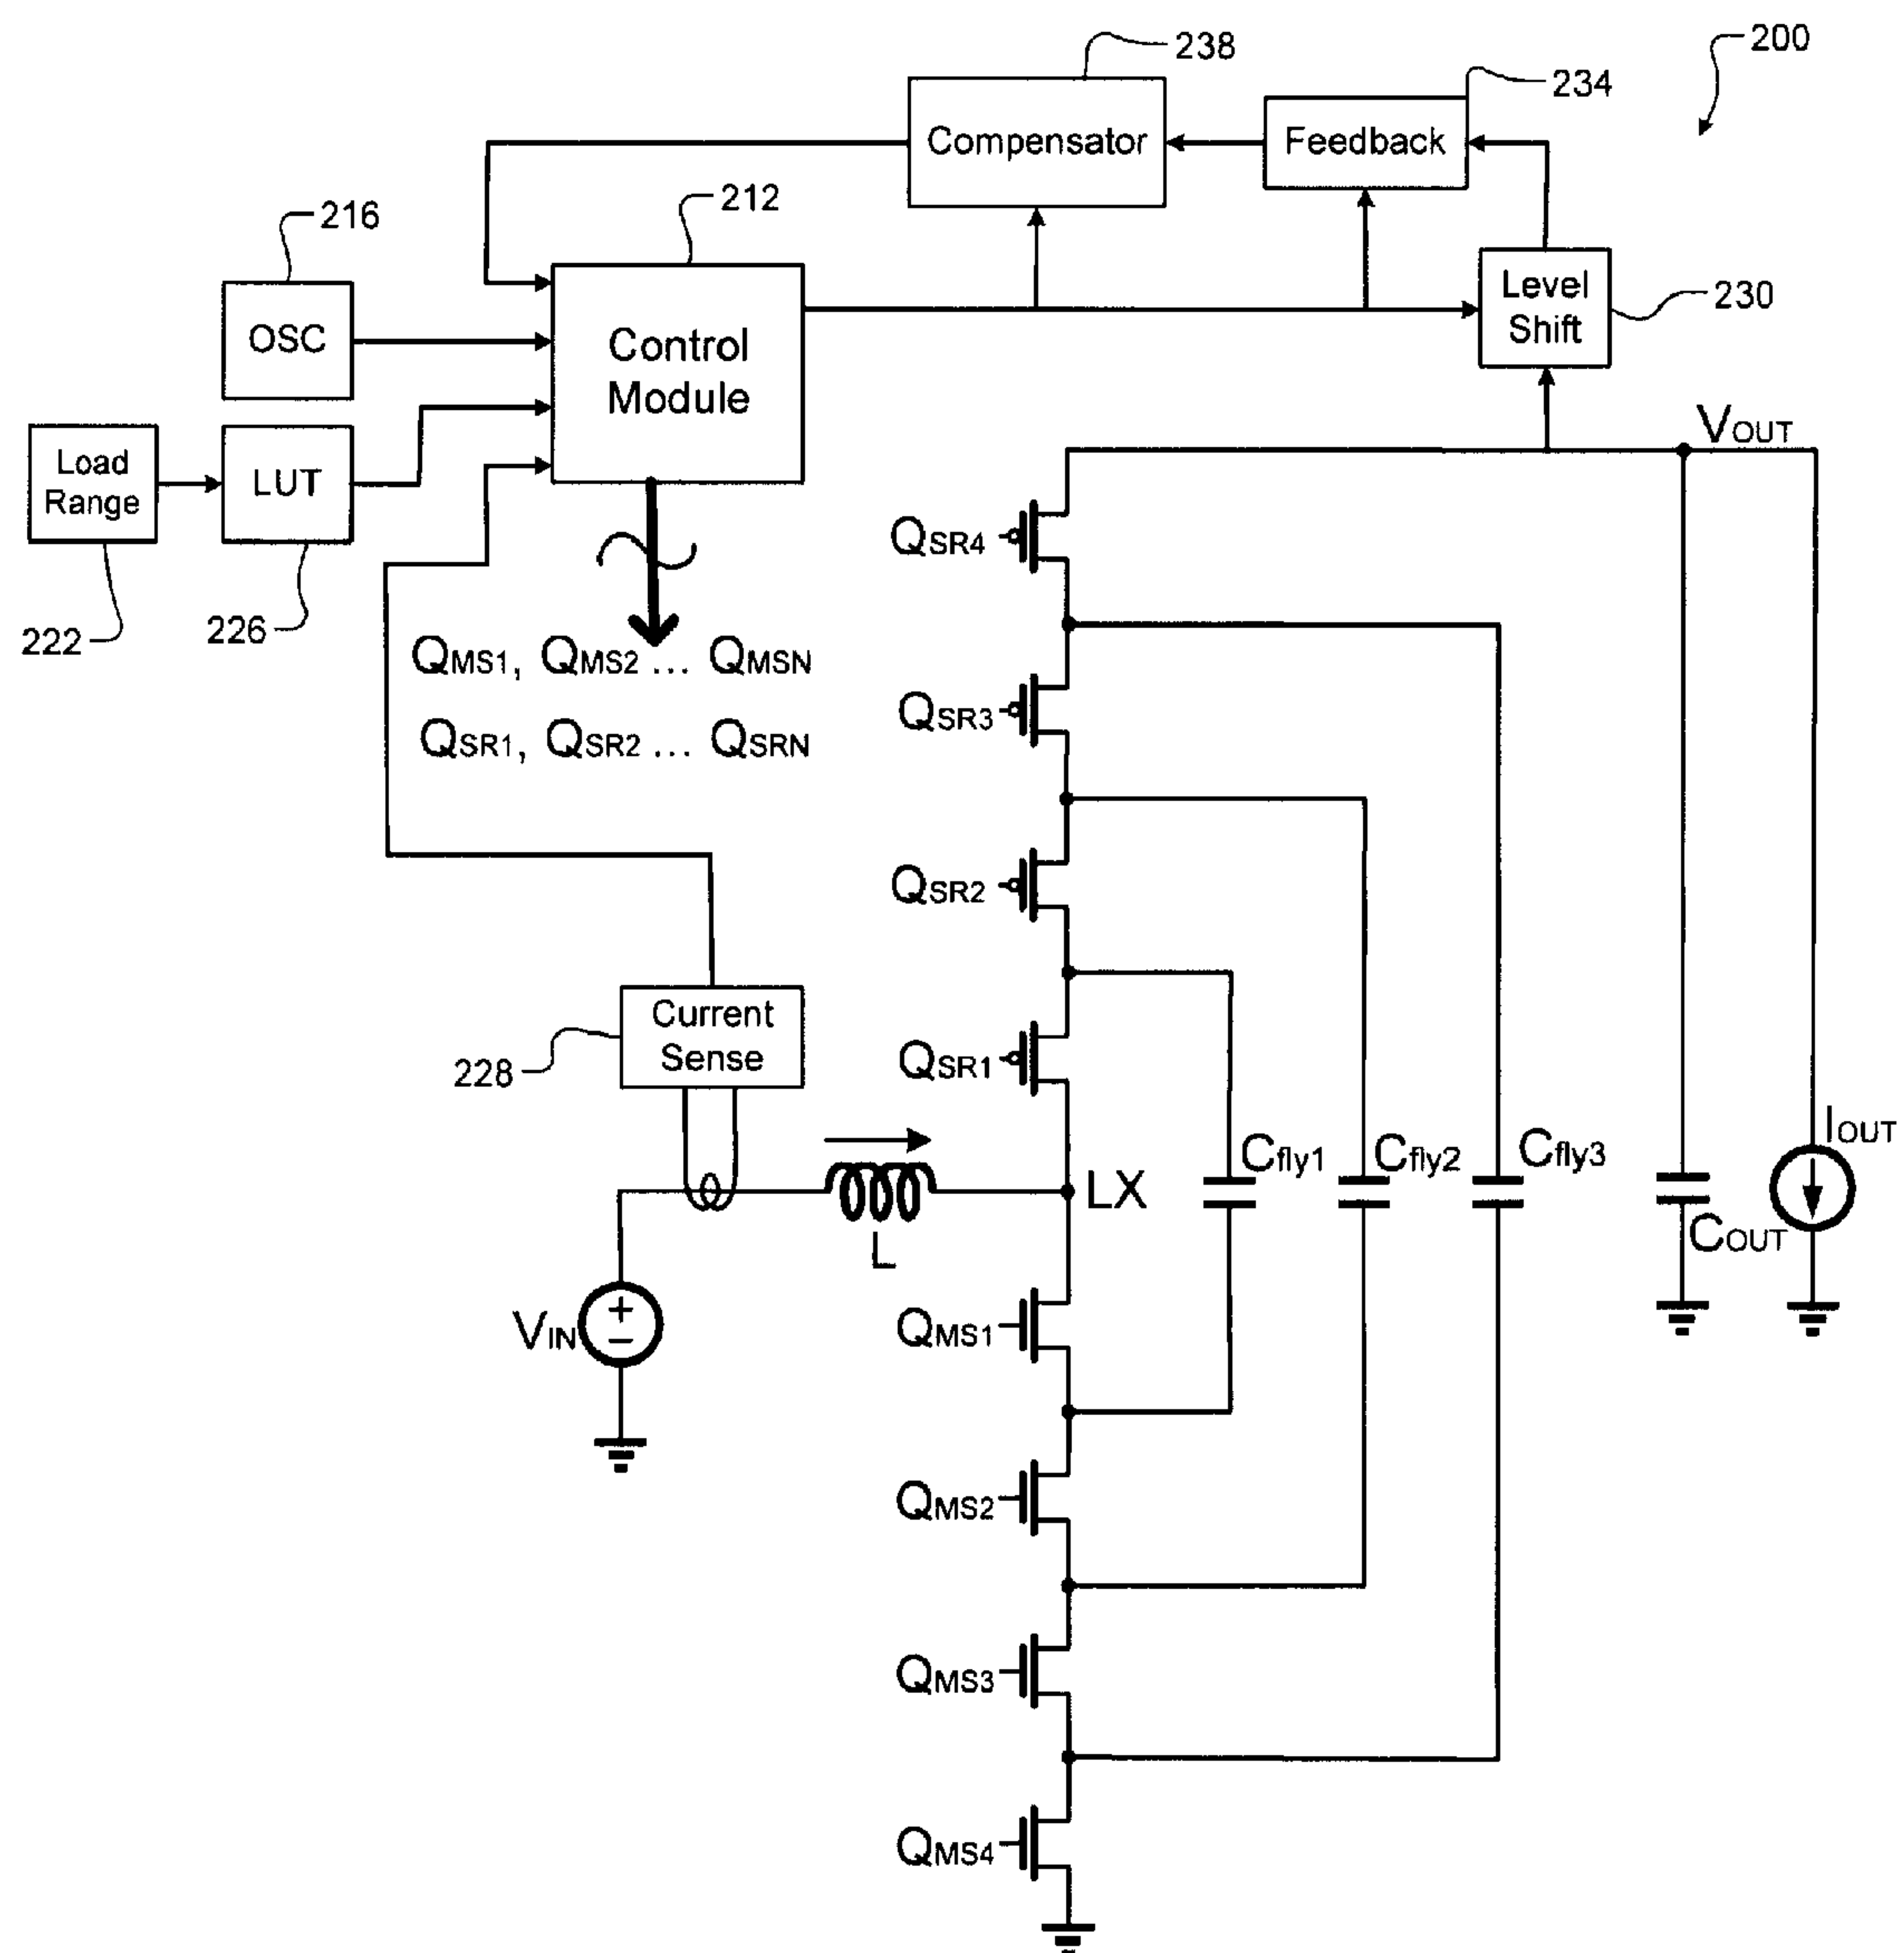 200
238
234
Compensator
Feedback
212
216
Level
Shift
230
OSC
Control
Module
Load
Range
LUT
VOUT
222
226
QSR4
QMS1, QMS2 ... QMSN
QSR1, QSR2 ... QSRN
QSR3
QSR2
Current
Sense
228
QSR1
IOUT
Cfly1
Cfly2
Cfly3
LX
COUT
L
VIN
+
−
QMS1
QMS2
QMS3
QMS4